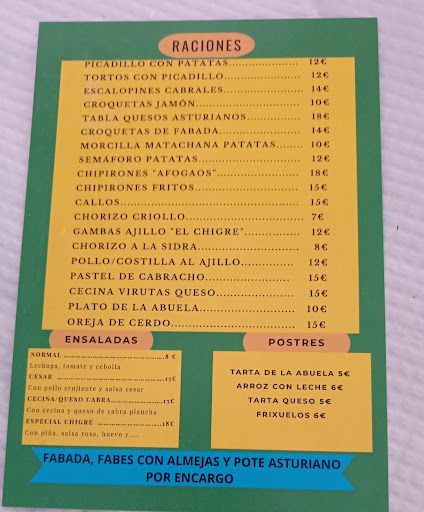 RACIONES
PICADILLO CON PATATAS..................... 12€
TORTOS CON PICADILLO..................... 12€
ESCALOPINES CABRALES................... 14€
CROQUETAS JAMÓN......................... 10€
TABLA QUESOS ASTURIANOS............... 18€
CROQUETAS DE FABADA................... 14€
MORCILLA MATACHANA PATATAS........ 10€
SEMÁFORO PATATAS......................... 12€
CHIPIRONES "AFOGAOS"................... 18€
CHIPIRONES FRITOS......................... 15€
CALLOS......................................... 15€
CHORIZO CRIOLLO........................... 7€
GAMBAS AJILLO "EL CHIGRE"............. 12€
CHORIZO A LA SIDRA....................... 8€
POLLO/COSTILLA AL AJILLO............. 12€
PASTEL DE CABRACHO..................... 15€
CECINA VIRUTAS QUESO................... 15€
PLATO DE LA ABUELA..................... 10€
OREJA DE CERDO........................... 15€
ENSALADAS
NORMAL ....................................8 €
Lechuga, tomate y cebolla
CESAR ....................................15€
Con pollo crujiente y salsa cesar
CECINA/QUESO CABRA..................15€
Con cecina y queso de cabra plancha
ESPECIAL CHIGRE ......................18€
Con piña, salsa rosa, huevo y....
POSTRES
TARTA DE LA ABUELA 5€
ARROZ CON LECHE 6€
TARTA QUESO 5€
FRIXUELOS 6€
FABADA, FABES CON ALMEJAS Y POTE ASTURIANO
POR ENCARGO